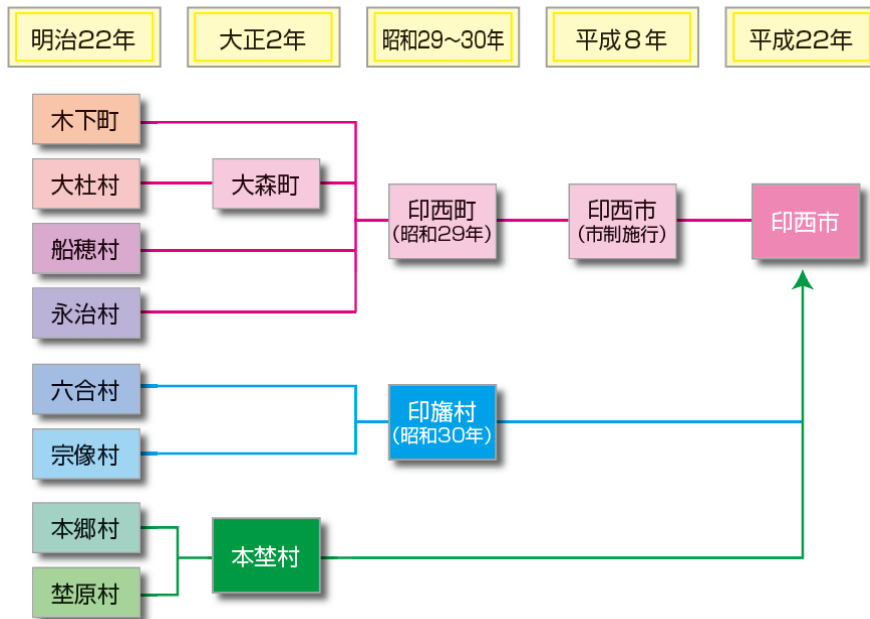 明治22年
大正2年
昭和29〜30年
平成8年
平成22年
木下町
大杜村
大森町
船穂村
永治村
印西町
(昭和29年)
印西市
(市制施行)
印西市
六合村
宗像村
印旛村
(昭和30年)
本郷村
埜原村
本埜村